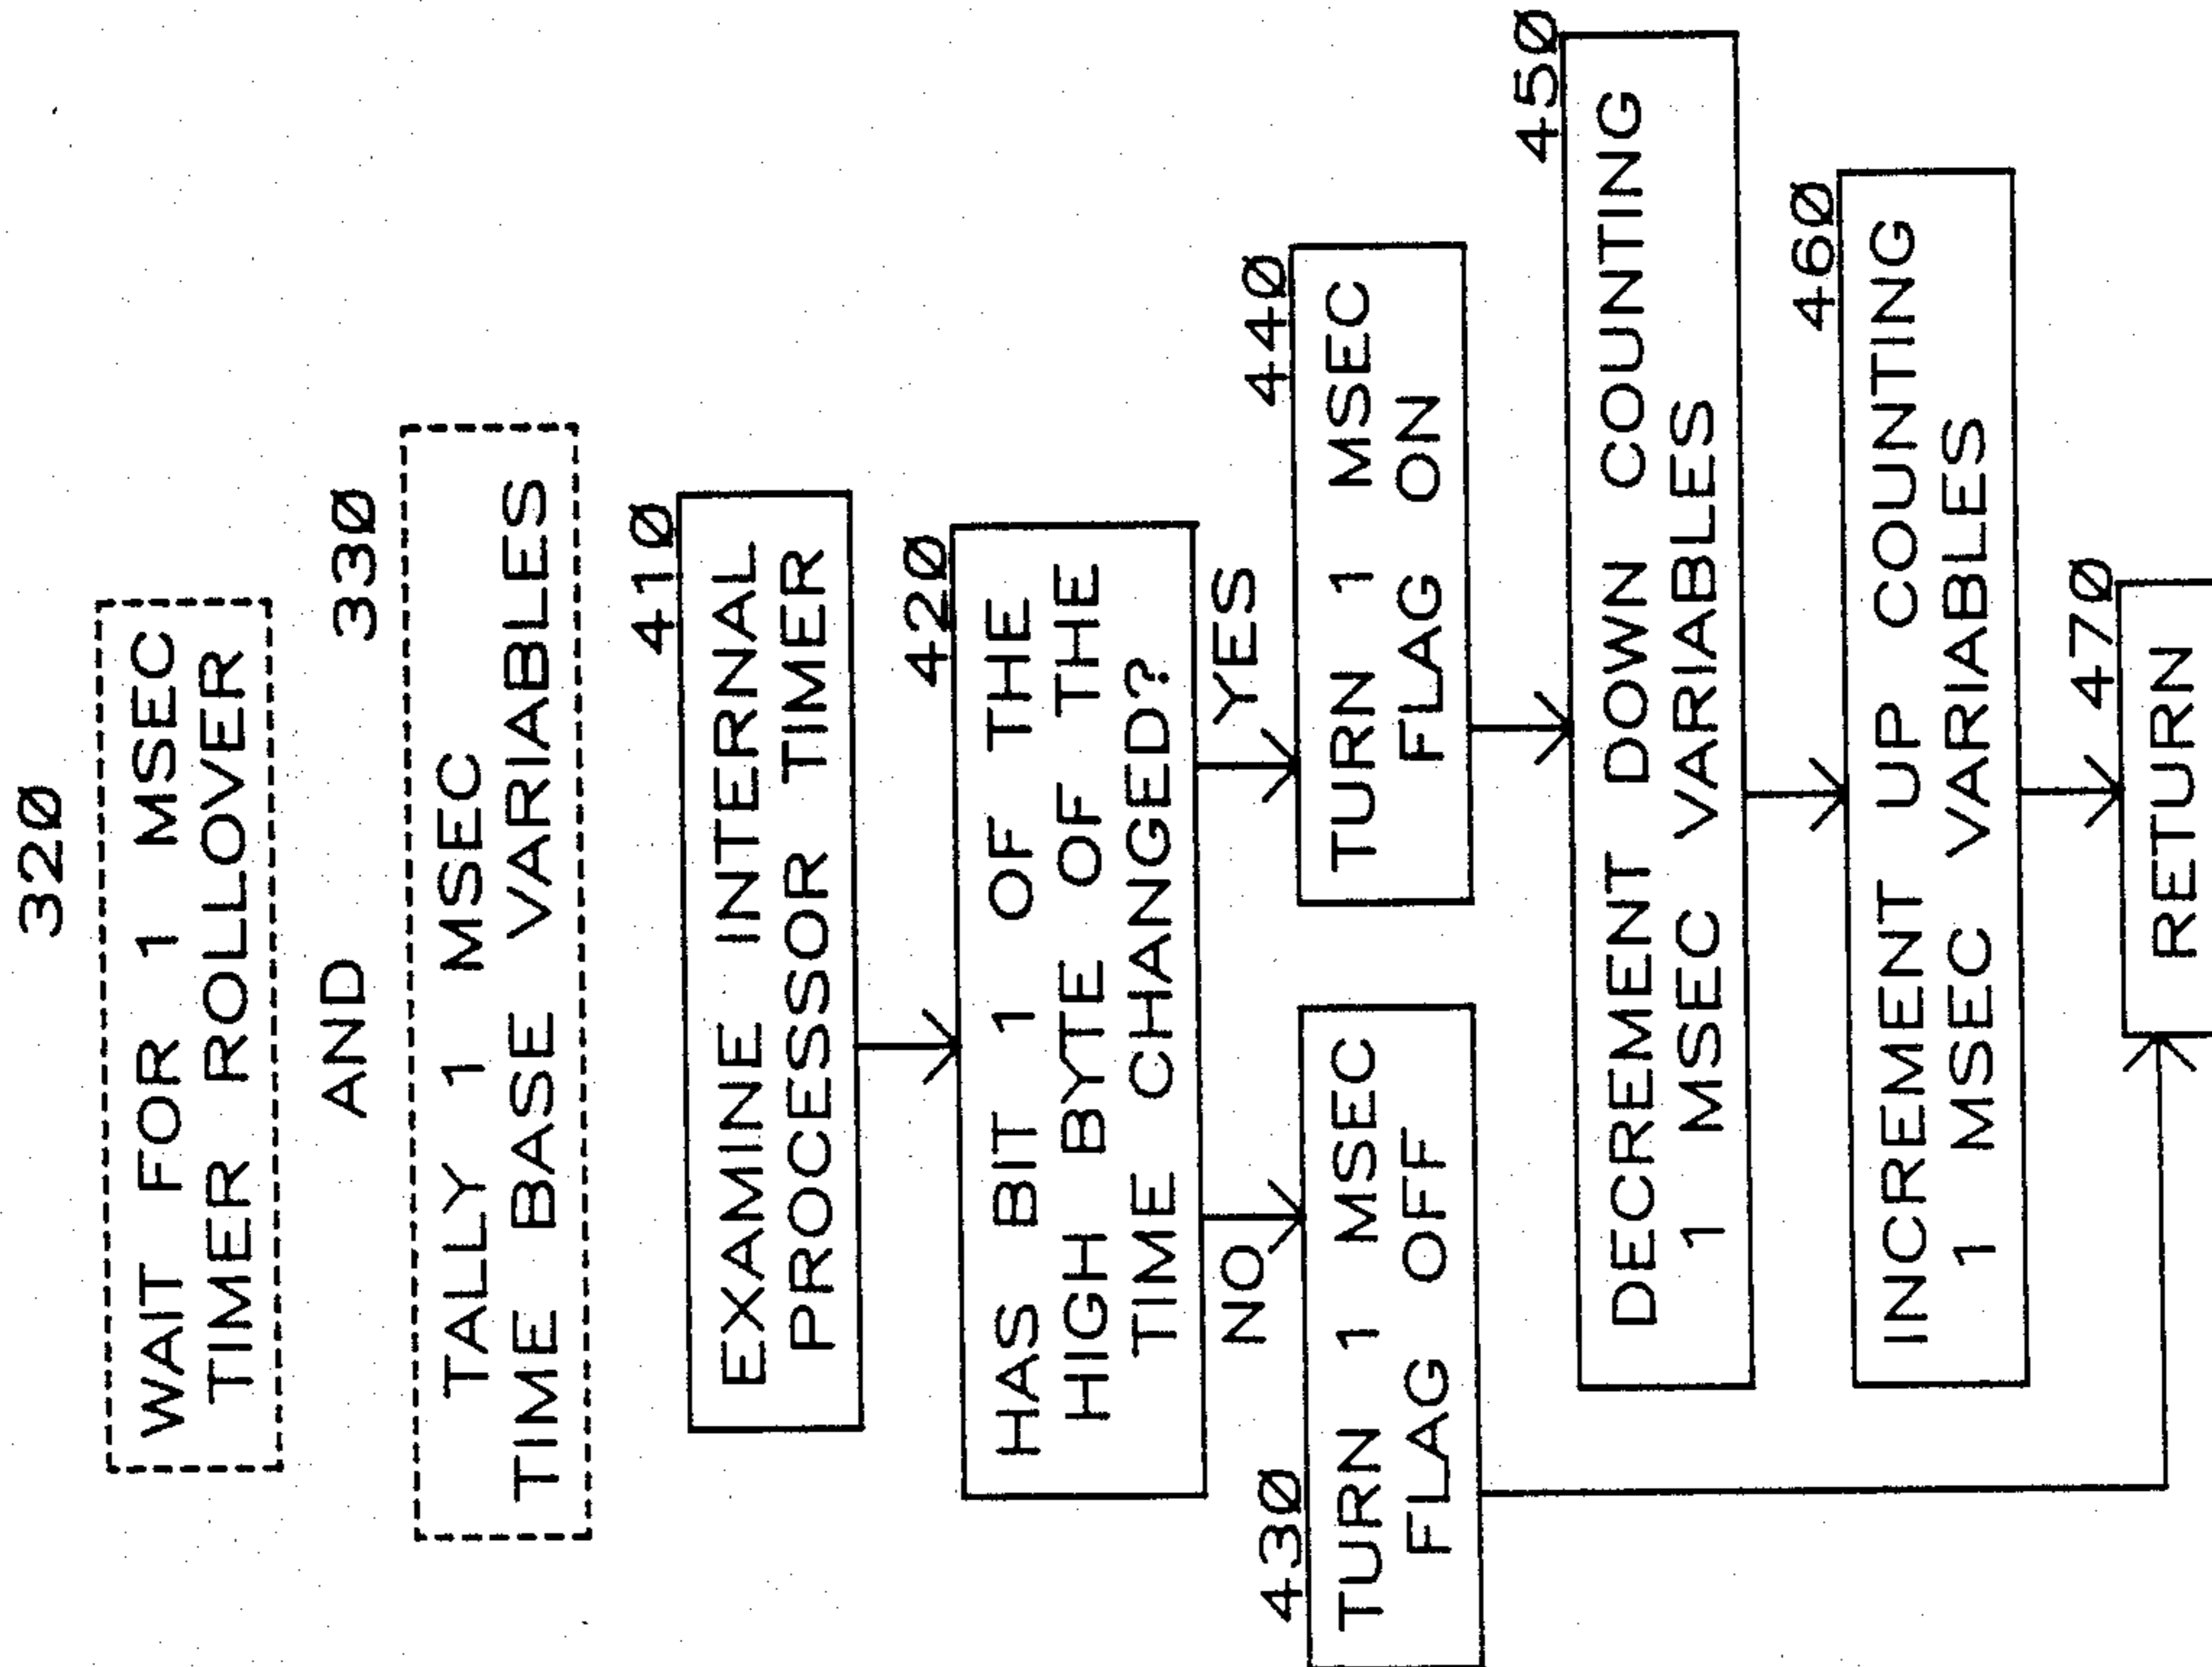 320
WAIT FOR 1 MSEC
TIMER ROLLOVER
AND
330
TALLY 1 MSEC
TIME BASE VARIABLES
410
EXAMINE INTERNAL
PROCESSOR TIMER
420
HAS BIT 1 OF THE
HIGH BYTE OF THE
TIME CHANGED?
NO
YES
430
TURN 1 MSEC
FLAG OFF
440
TURN 1 MSEC
FLAG ON
450
DECREMENT DOWN COUNTING
1 MSEC VARIABLES
460
INCREMENT UP COUNTING
1 MSEC VARIABLES
470
RETURN